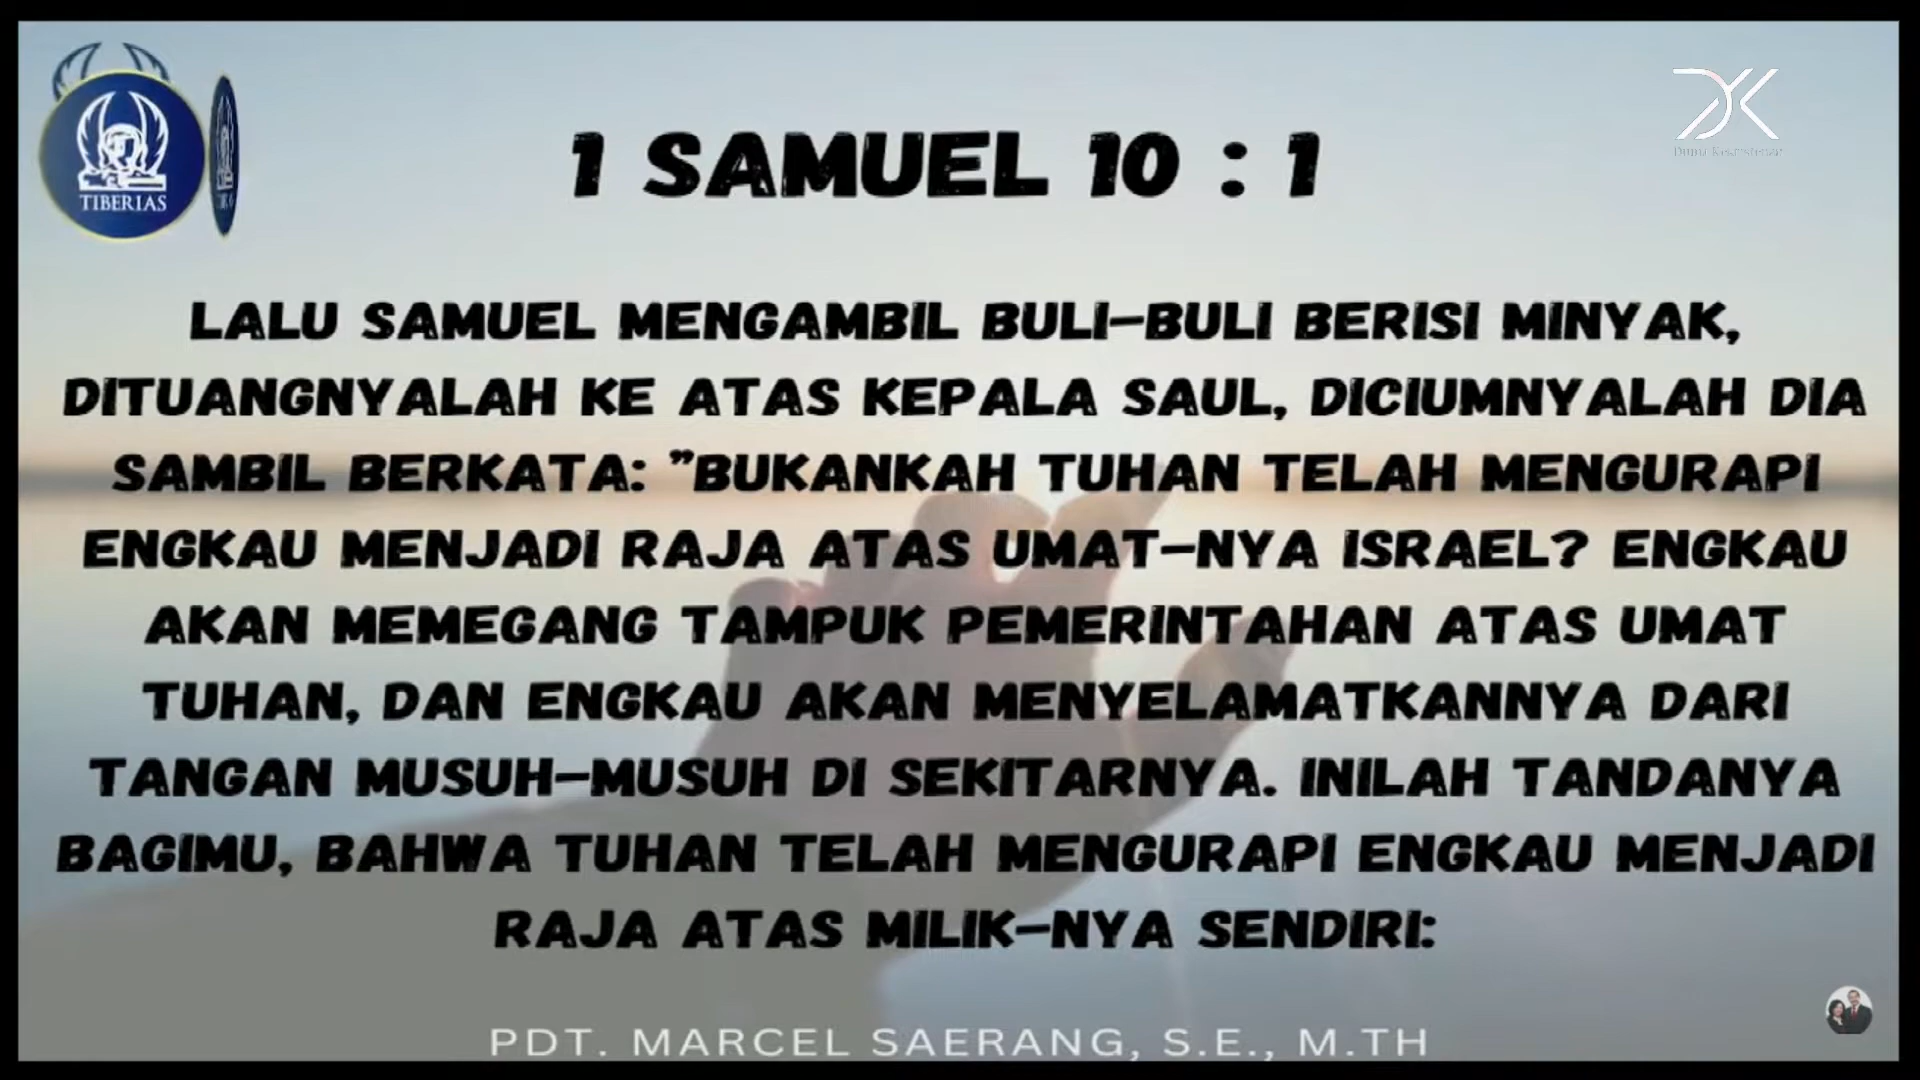 TIBERIAS
1 SAMUEL 10 : 1
LALU SAMUEL MENGAMBIL BULI-BULI BERISI MINYAK,
DITUANGNYALAH KE ATAS KEPALA SAUL, DICIUMNYALAH DIA
SAMBIL BERKATA: ”BUKANKAH TUHAN TELAH MENGURAPI
ENGKAU MENJADI RAJA ATAS UMAT-NYA ISRAEL? ENGKAU
AKAN MEMEGANG TAMPUK PEMERINTAHAN ATAS UMAT
TUHAN, DAN ENGKAU AKAN MENYELAMATKANNYA DARI
TANGAN MUSUH-MUSUH DI SEKITARNYA. INILAH TANDANYA
BAGIMU, BAHWA TUHAN TELAH MENGURAPI ENGKAU MENJADI
RAJA ATAS MILIK-NYA SENDIRI:
PDT. MARCEL SAERANG, S.E., M.TH